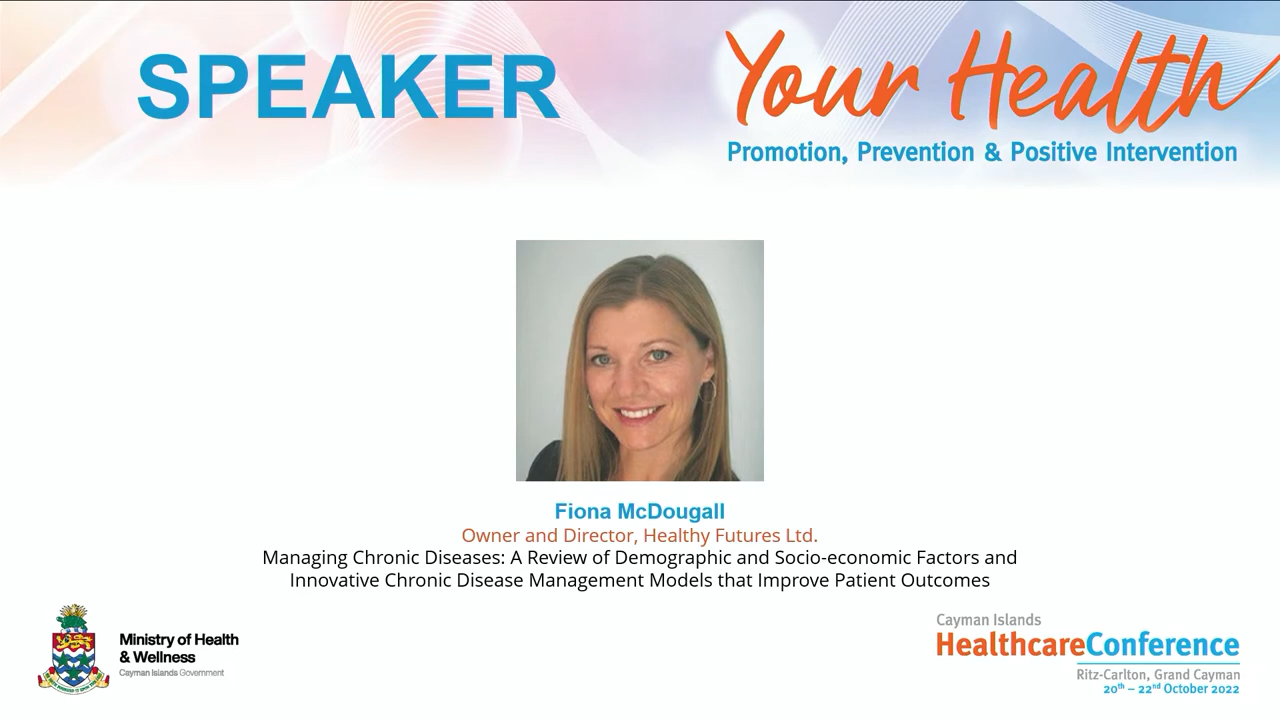 SPEAKER
Your Health
Promotion, Prevention & Positive Intervention
Fiona McDougall
Owner and Director, Healthy Futures Ltd.
Managing Chronic Diseases: A Review of Demographic and Socio-economic Factors and
Innovative Chronic Disease Management Models that Improve Patient Outcomes
Ministry of Health
& Wellness
Cayman Islands Government
Cayman Islands
HealthcareConference
Ritz-Carlton, Grand Cayman
20th – 22nd October 2022